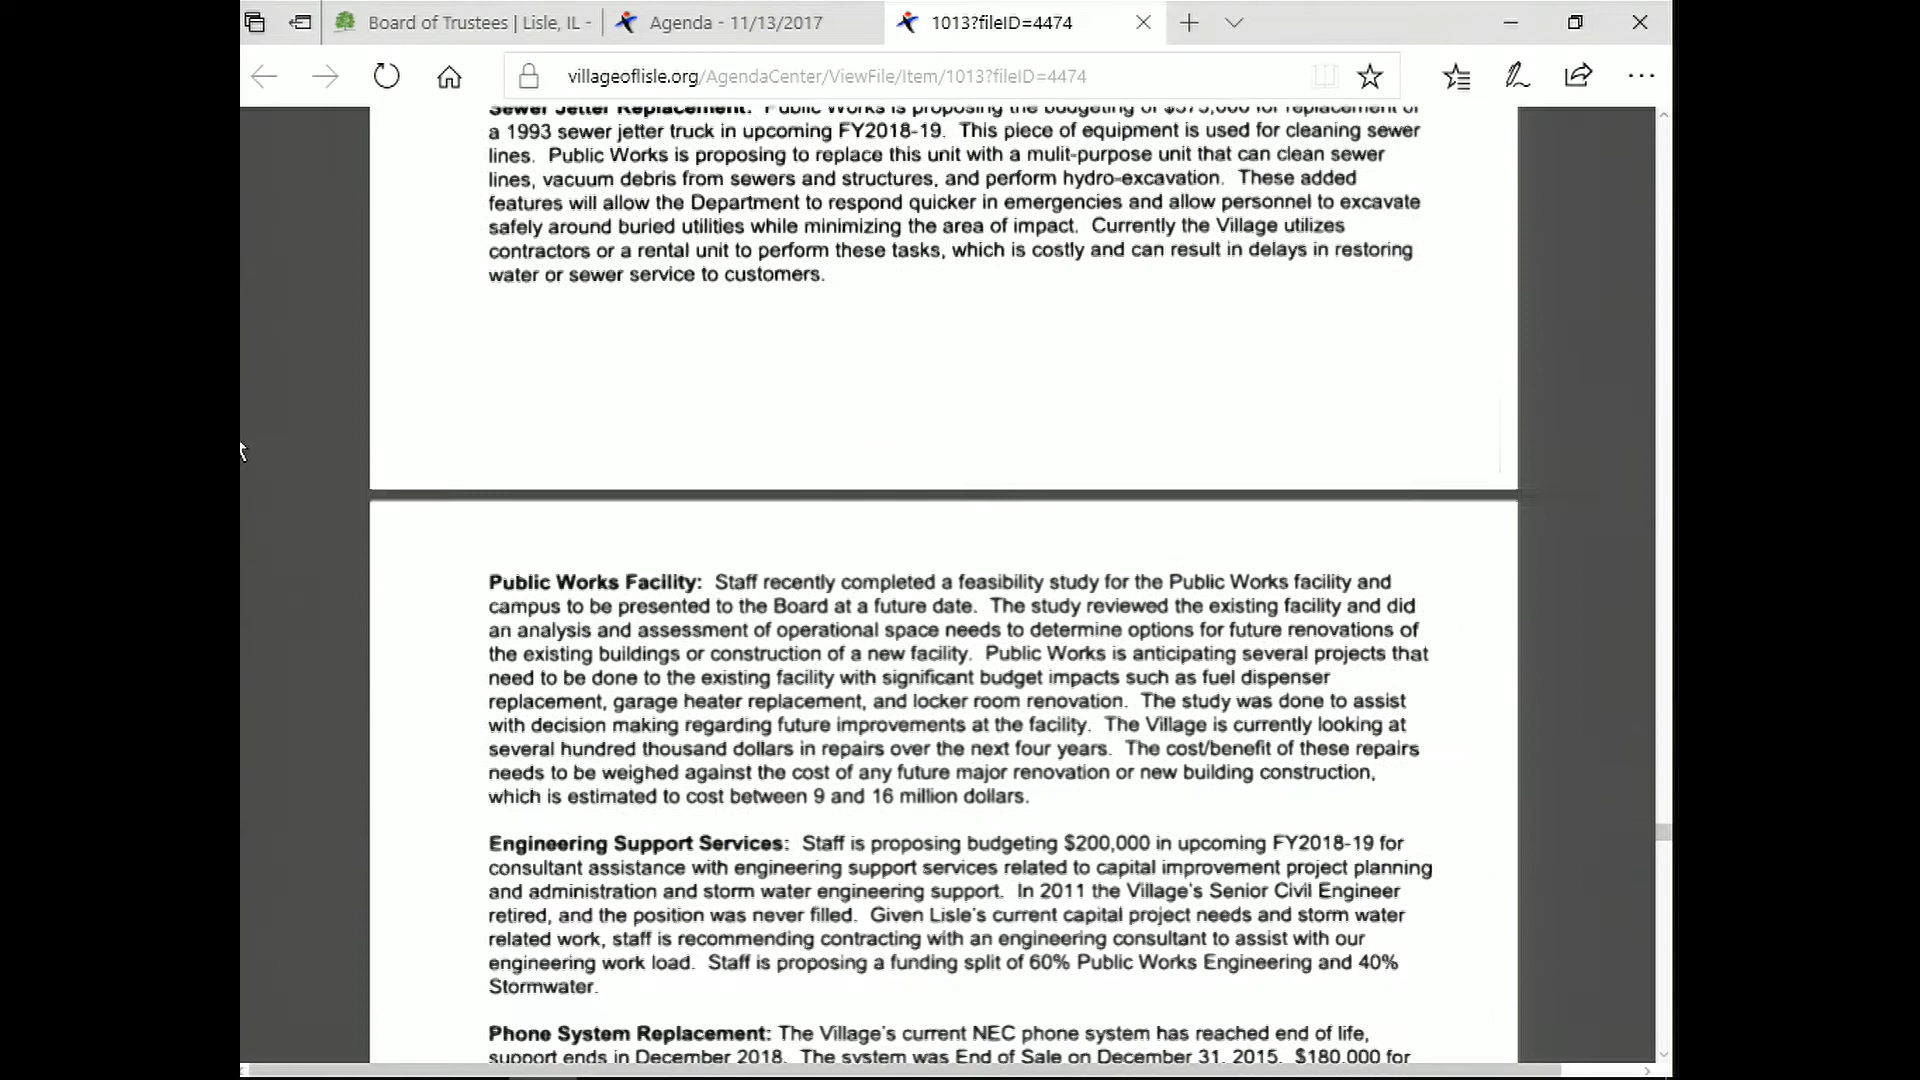 Board of Trustees | Lisle, IL -
Agenda - 11/13/2017
1013?fileID=4474
villageoflisle.org/AgendaCenter/ViewFile/Item/1013?fileID=4474
Sewer Jetter Replacement: Public Works is proposing the budgeting of $375,000 for replacement of
a 1993 sewer jetter truck in upcoming FY2018-19. This piece of equipment is used for cleaning sewer
lines. Public Works is proposing to replace this unit with a mulit-purpose unit that can clean sewer
lines, vacuum debris from sewers and structures, and perform hydro-excavation. These added
features will allow the Department to respond quicker in emergencies and allow personnel to excavate
safely around buried utilities while minimizing the area of impact. Currently the Village utilizes
contractors or a rental unit to perform these tasks, which is costly and can result in delays in restoring
water or sewer service to customers.
Public Works Facility: Staff recently completed a feasibility study for the Public Works facility and
campus to be presented to the Board at a future date. The study reviewed the existing facility and did
an analysis and assessment of operational space needs to determine options for future renovations of
the existing buildings or construction of a new facility. Public Works is anticipating several projects that
need to be done to the existing facility with significant budget impacts such as fuel dispenser
replacement, garage heater replacement, and locker room renovation. The study was done to assist
with decision making regarding future improvements at the facility. The Village is currently looking at
several hundred thousand dollars in repairs over the next four years. The cost/benefit of these repairs
needs to be weighed against the cost of any future major renovation or new building construction,
which is estimated to cost between 9 and 16 million dollars.
Engineering Support Services: Staff is proposing budgeting $200,000 in upcoming FY2018-19 for
consultant assistance with engineering support services related to capital improvement project planning
and administration and storm water engineering support. In 2011 the Village's Senior Civil Engineer
retired, and the position was never filled. Given Lisle's current capital project needs and storm water
related work, staff is recommending contracting with an engineering consultant to assist with our
engineering work load. Staff is proposing a funding split of 60% Public Works Engineering and 40%
Stormwater.
Phone System Replacement: The Village's current NEC phone system has reached end of life,
support ends in December 2018. The system was End of Sale on December 31, 2015. $180,000 for